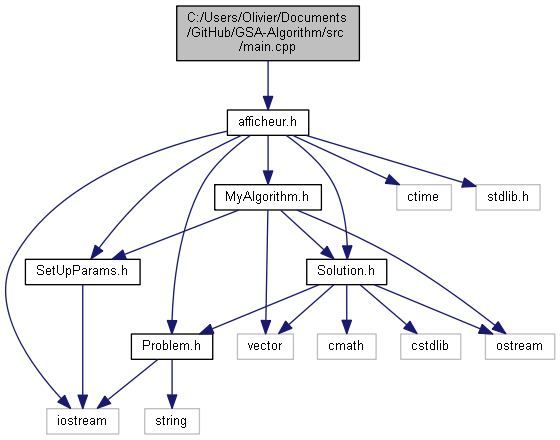 C:/Users/Olivier/Documents
/GitHub/GSA-Algorithm/src
/main.cpp
afficheur.h
MyAlgorithm.h
ctime
stdlib.h
SetUpParams.h
Solution.h
Problem.h
vector
cmath
cstdlib
ostream
iostream
string